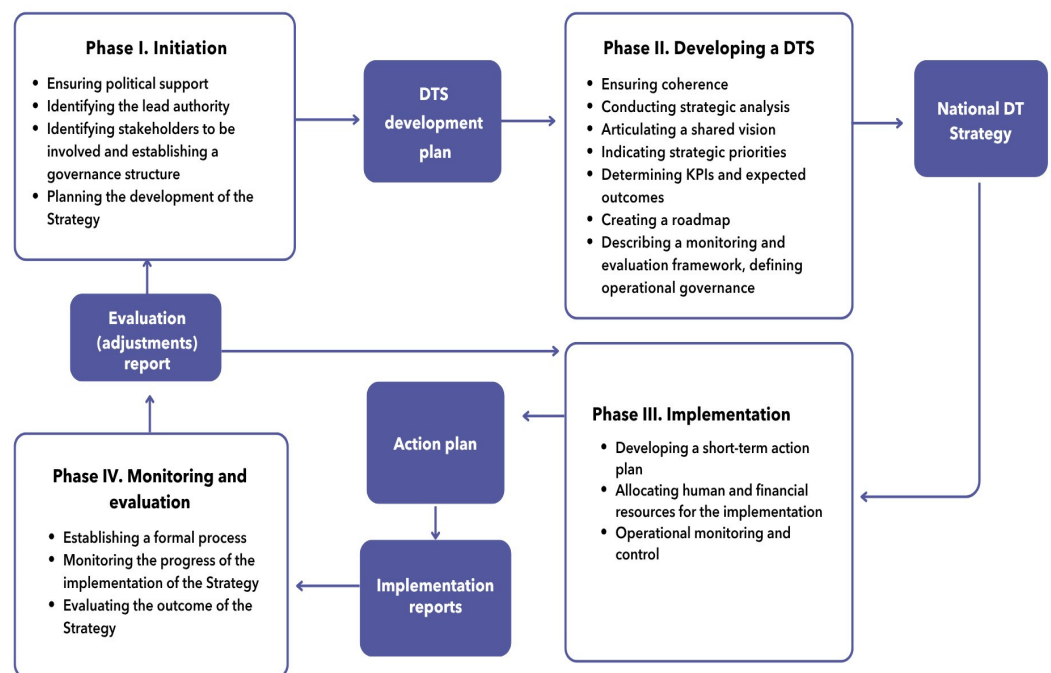 Phase I. Initiation
• Ensuring political support
• Identifying the lead authority
• Identifying stakeholders to be
involved and establishing a
governance structure
• Planning the development of the
Strategy
DTS
development
plan
Phase II. Developing a DTS
• Ensuring coherence
• Conducting strategic analysis
• Articulating a shared vision
• Indicating strategic priorities
• Determining KPIs and expected
outcomes
• Creating a roadmap
• Describing a monitoring and
evaluation framework, defining
operational governance
National DT
Strategy
Phase III. Implementation
• Developing a short-term action
plan
• Allocating human and financial
resources for the implementation
• Operational monitoring and
control
Action plan
Implementation
reports
Phase IV. Monitoring and
evaluation
• Establishing a formal process
• Monitoring the progress of the
implementation of the Strategy
• Evaluating the outcome of the
Strategy
Evaluation
(adjustments)
report